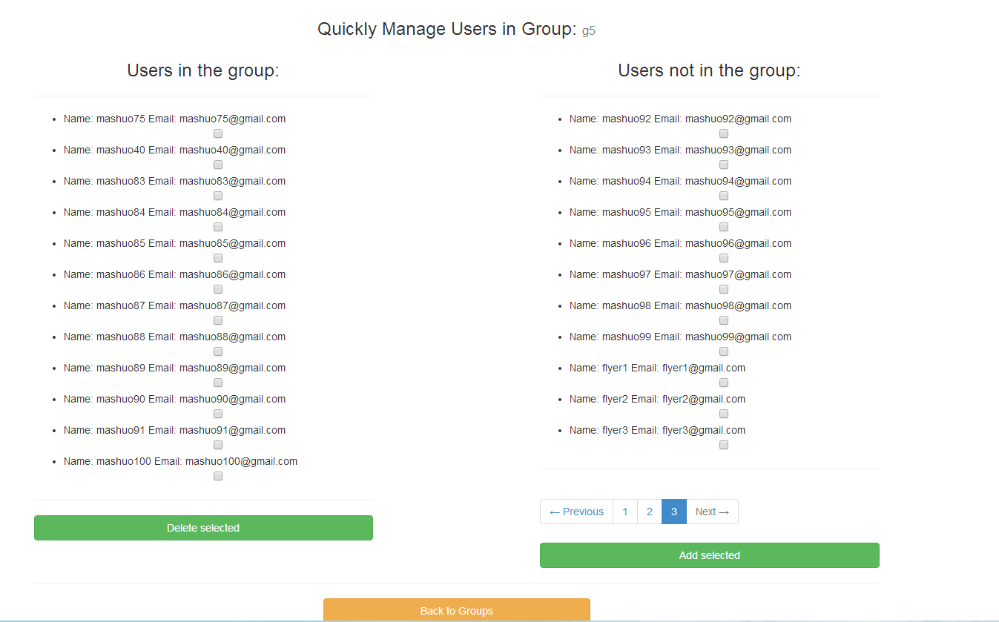 Quickly Manage Users in Group: g5
Users in the group:
Name: mashuo75 Email: mashuo75@gmail.com
Name: mashuo40 Email: mashuo40@gmail.com
Name: mashuo83 Email: mashuo83@gmail.com
Name: mashuo84 Email: mashuo84@gmail.com
Name: mashuo85 Email: mashuo85@gmail.com
Name: mashuo86 Email: mashuo86@gmail.com
Name: mashuo87 Email: mashuo87@gmail.com
Name: mashuo88 Email: mashuo88@gmail.com
Name: mashuo89 Email: mashuo89@gmail.com
Name: mashuo90 Email: mashuo90@gmail.com
Name: mashuo91 Email: mashuo91@gmail.com
Name: mashuo100 Email: mashuo100@gmail.com
Delete selected
Users not in the group:
Name: mashuo92 Email: mashuo92@gmail.com
Name: mashuo93 Email: mashuo93@gmail.com
Name: mashuo94 Email: mashuo94@gmail.com
Name: mashuo95 Email: mashuo95@gmail.com
Name: mashuo96 Email: mashuo96@gmail.com
Name: mashuo97 Email: mashuo97@gmail.com
Name: mashuo98 Email: mashuo98@gmail.com
Name: mashuo99 Email: mashuo99@gmail.com
Name: flyer1 Email: flyer1@gmail.com
Name: flyer2 Email: flyer2@gmail.com
Name: flyer3 Email: flyer3@gmail.com
← Previous 1 2 3 Next →
Add selected
Back to Groups